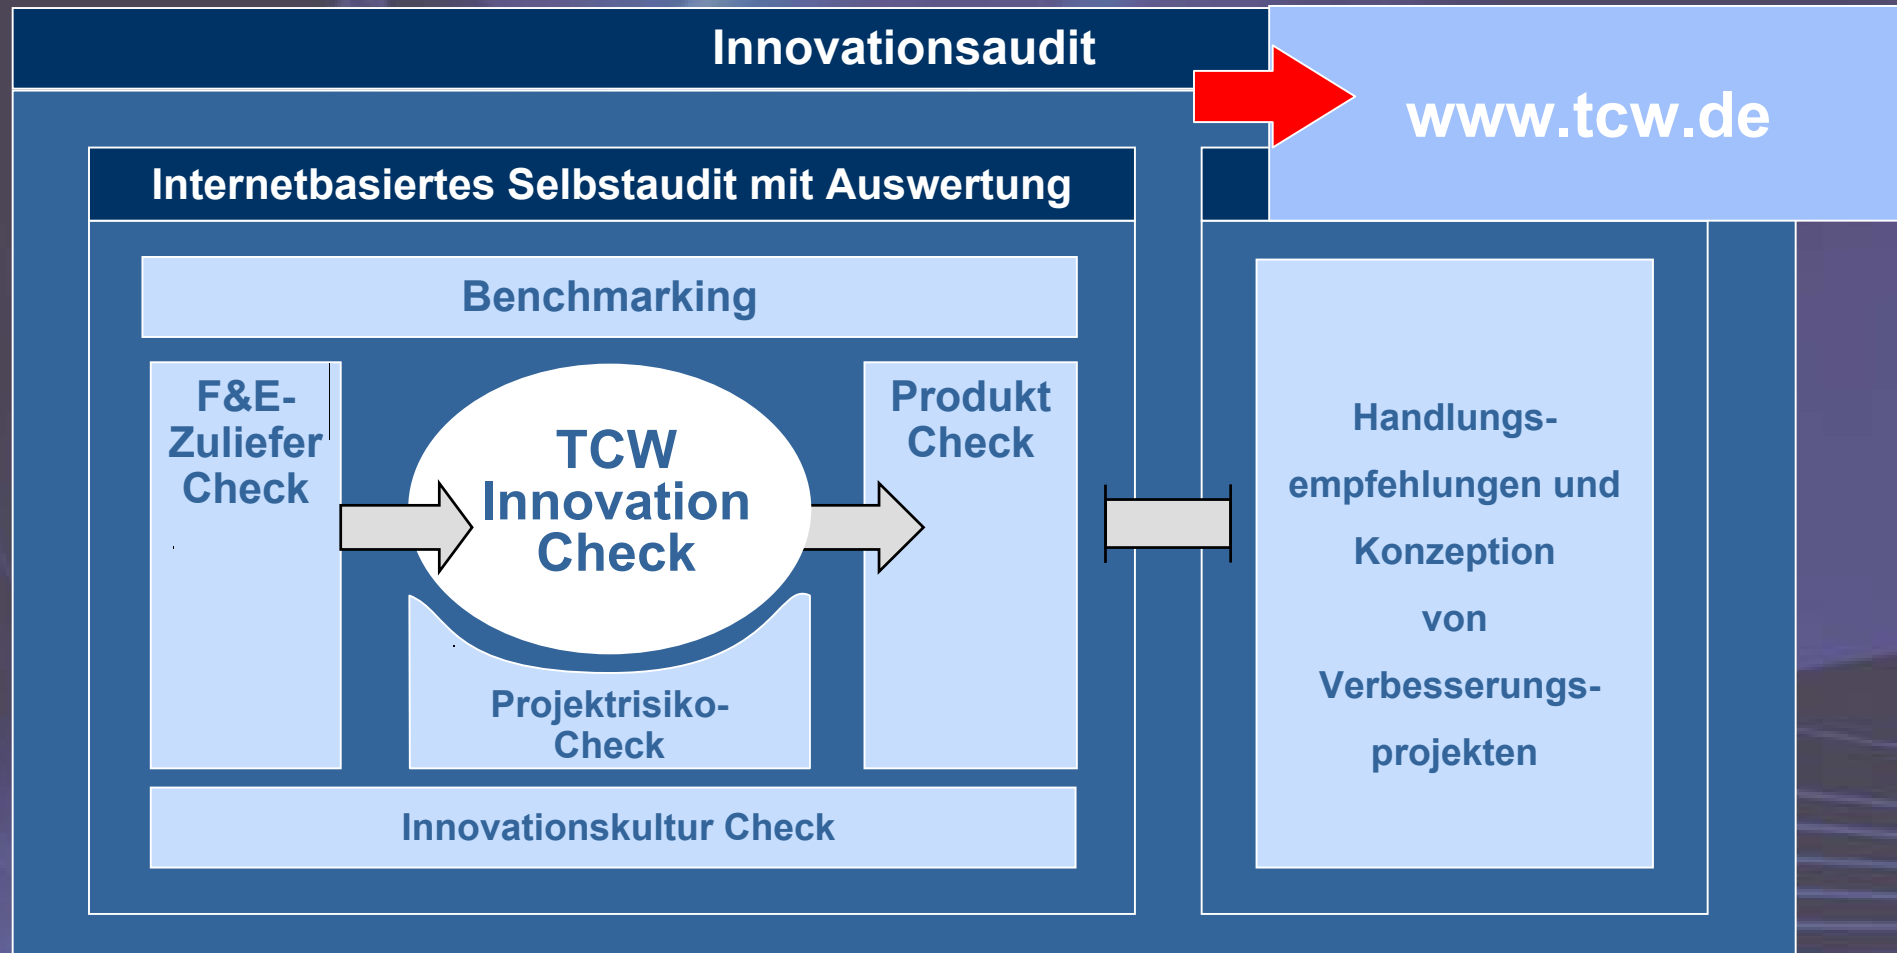 Innovationsaudit
www.tcw.de
Internetbasiertes Selbstaudit mit Auswertung
Benchmarking
F&E-
Zuliefer
Check
TCW
Innovation
Check
Produkt
Check
Projektrisiko-
Check
Innovationskultur Check
Handlungs-
empfehlungen und
Konzeption
von
Verbesserungs-
projekten